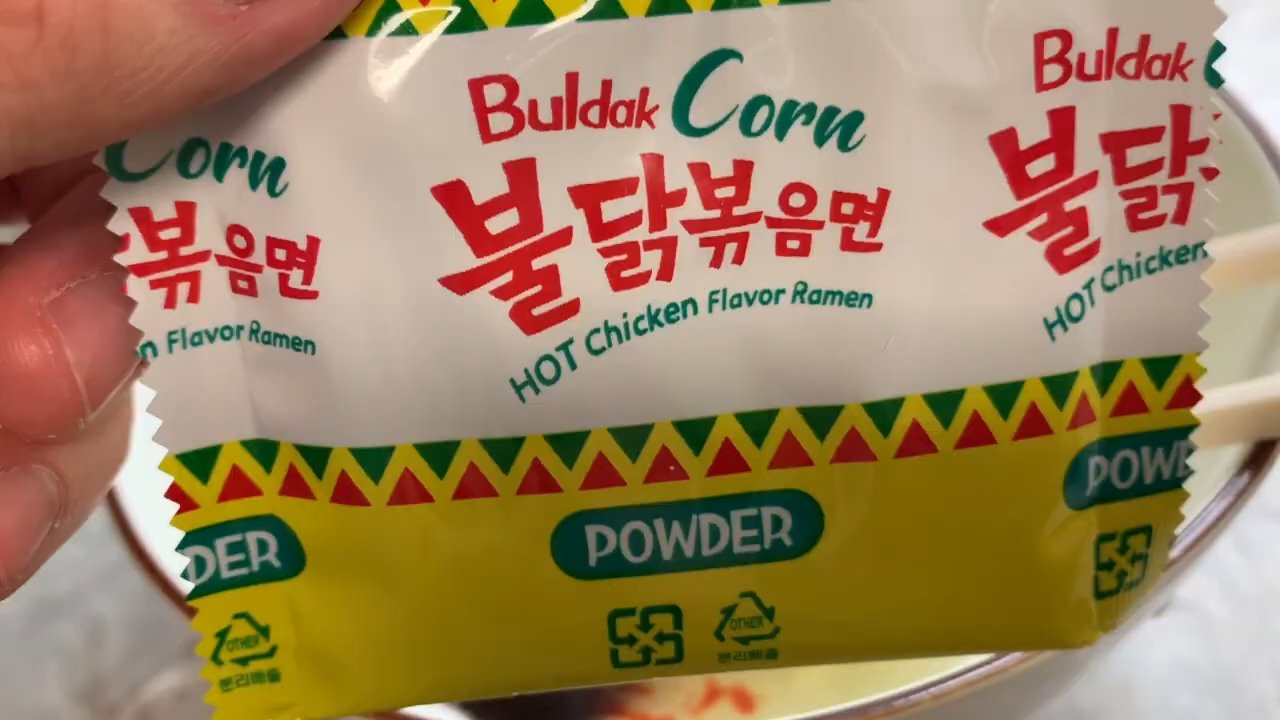 Buldak Corn
불닭볶음면
HOT Chicken Flavor Ramen
POWDER
OTHER
분리배출
Corn
볶음면
Flavor Ramen
DER
OTHER
분리배출
Buldak
불닭
HOT Chicken
POWE